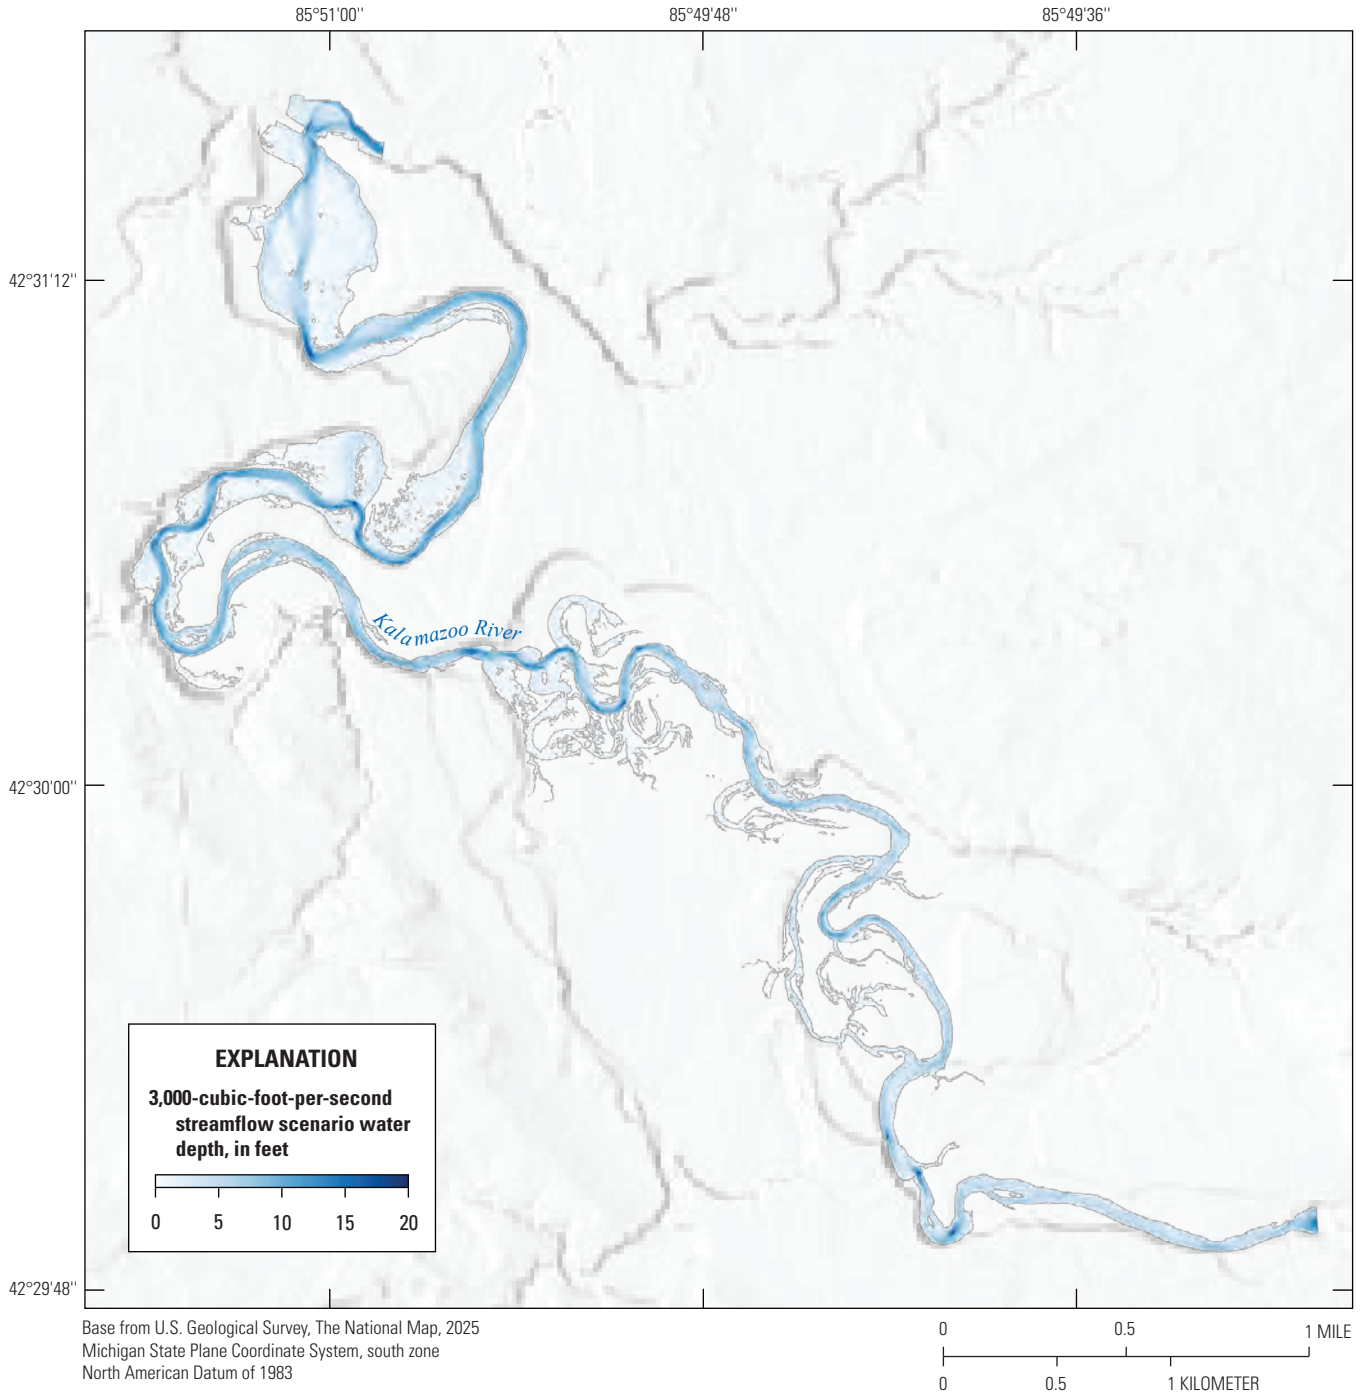 85°51'00"
85°49'48"
85°49'36"
42°31'12"
Kalamazoo River
42°30'00"
EXPLANATION
3,000-cubic-foot-per-second
streamflow scenario water
depth, in feet
0 5 10 15 20
42°29'48"
Base from U.S. Geological Survey, The National Map, 2025
Michigan State Plane Coordinate System, south zone
North American Datum of 1983
0 0.5 1 MILE
0 0.5 1 KILOMETER